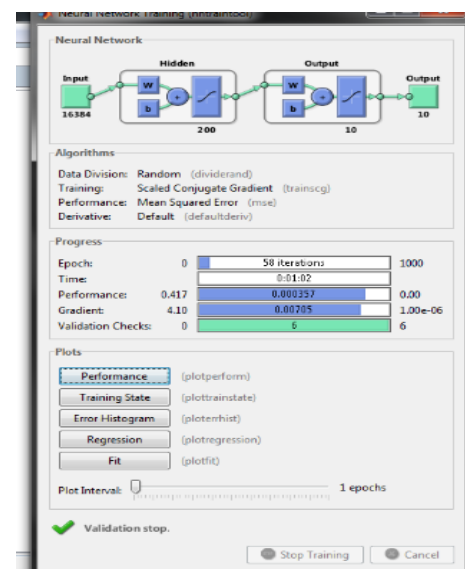 Neural Network Training (nntraintool)
Neural Network
Hidden
Output
Input
Output
W
W
+
+
b
b
16384
10
200
10
Algorithms
Data Division: Random (dividerand)
Training: Scaled Conjugate Gradient (trainscg)
Performance: Mean Squared Error (mse)
Derivative: Default (defaultderiv)
Progress
Epoch: 0 58 iterations 1000
Time: 0:01:02
Performance: 0.417 0.000357 0.00
Gradient: 4.10 0.00705 1.00e-06
Validation Checks: 0 6 6
Plots
Performance (plotperform)
Training State (plottrainstate)
Error Histogram (ploterrhist)
Regression (plotregression)
Fit (plotfit)
Plot Interval: 1 epochs
Validation stop.
Stop Training Cancel